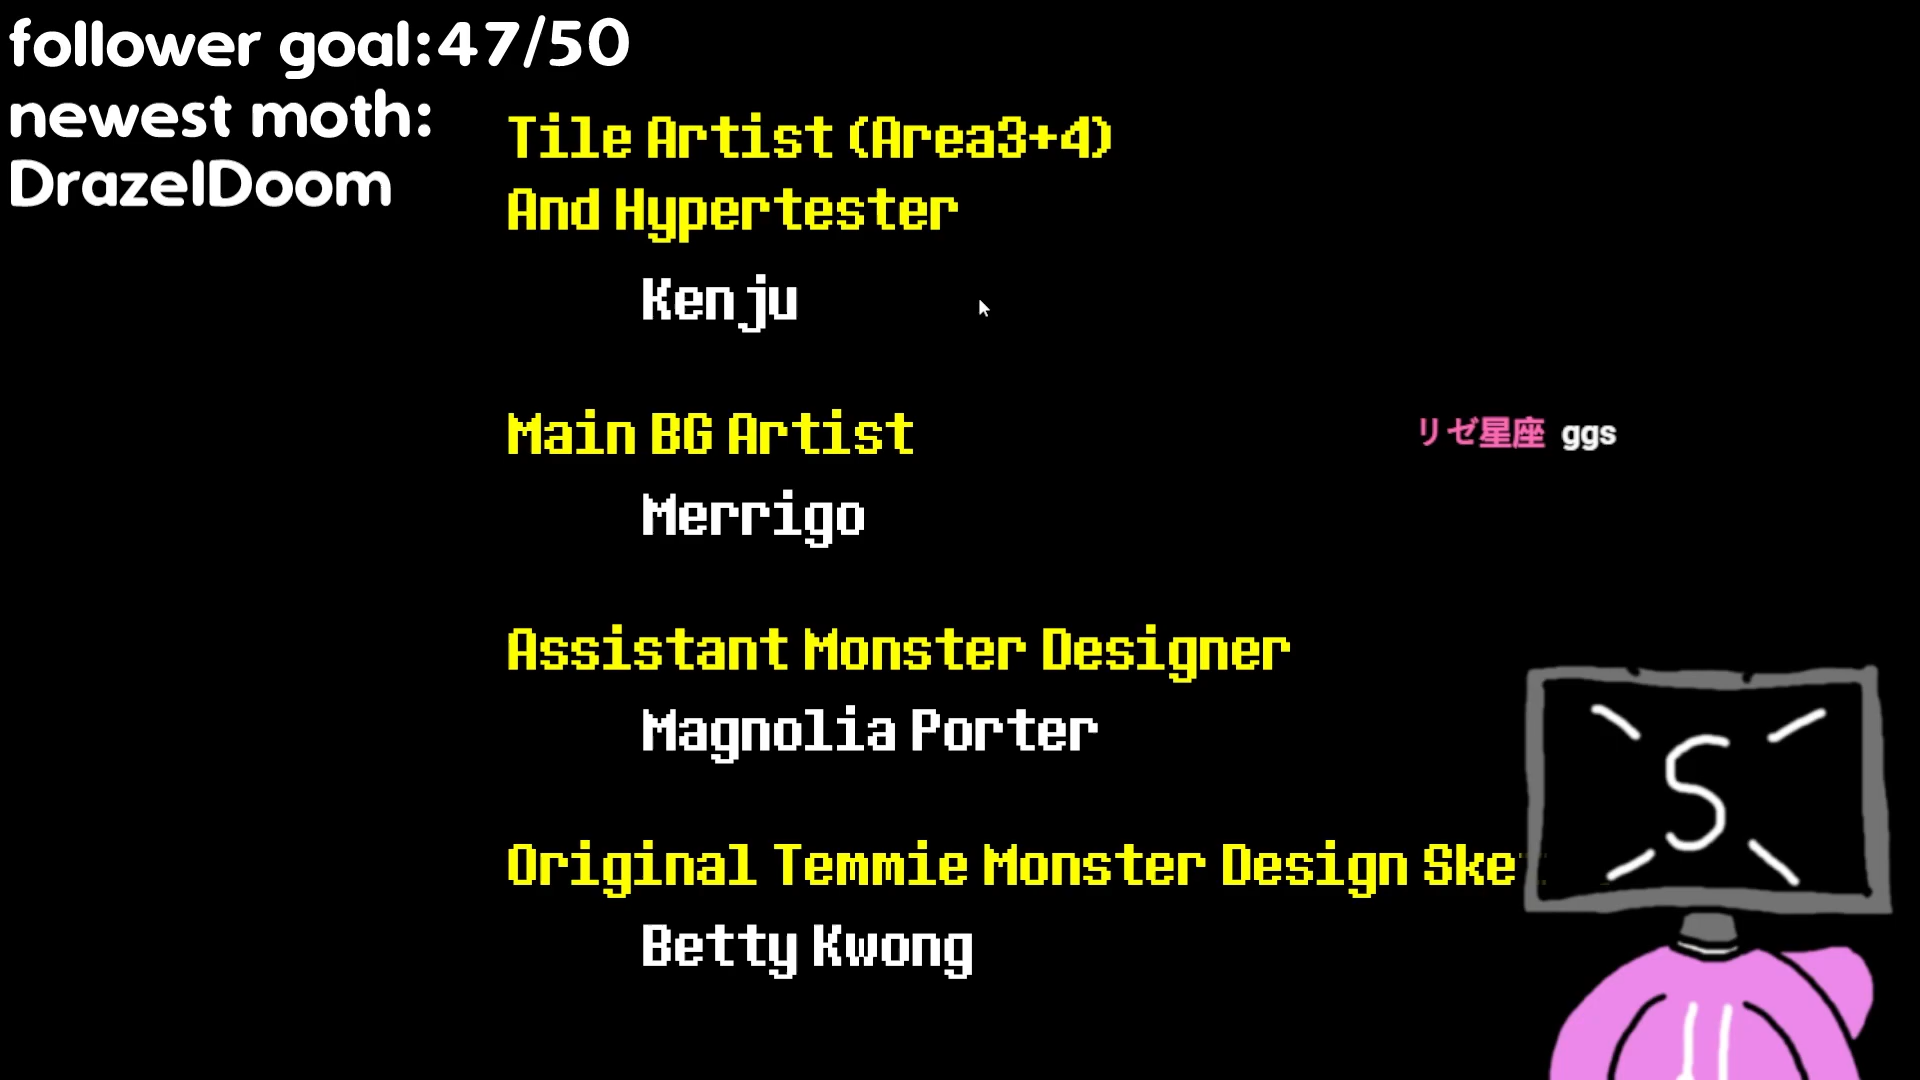 follower goal:47/50
newest moth:
DrazelDoom
Tile Artist (Area3+4)
And Hypertester
Kenju
Main BG Artist
Merrigo
リゼ星座 ggs
Assistant Monster Designer
Magnolia Porter
S
Original Temmie Monster Design
Betty Kwong